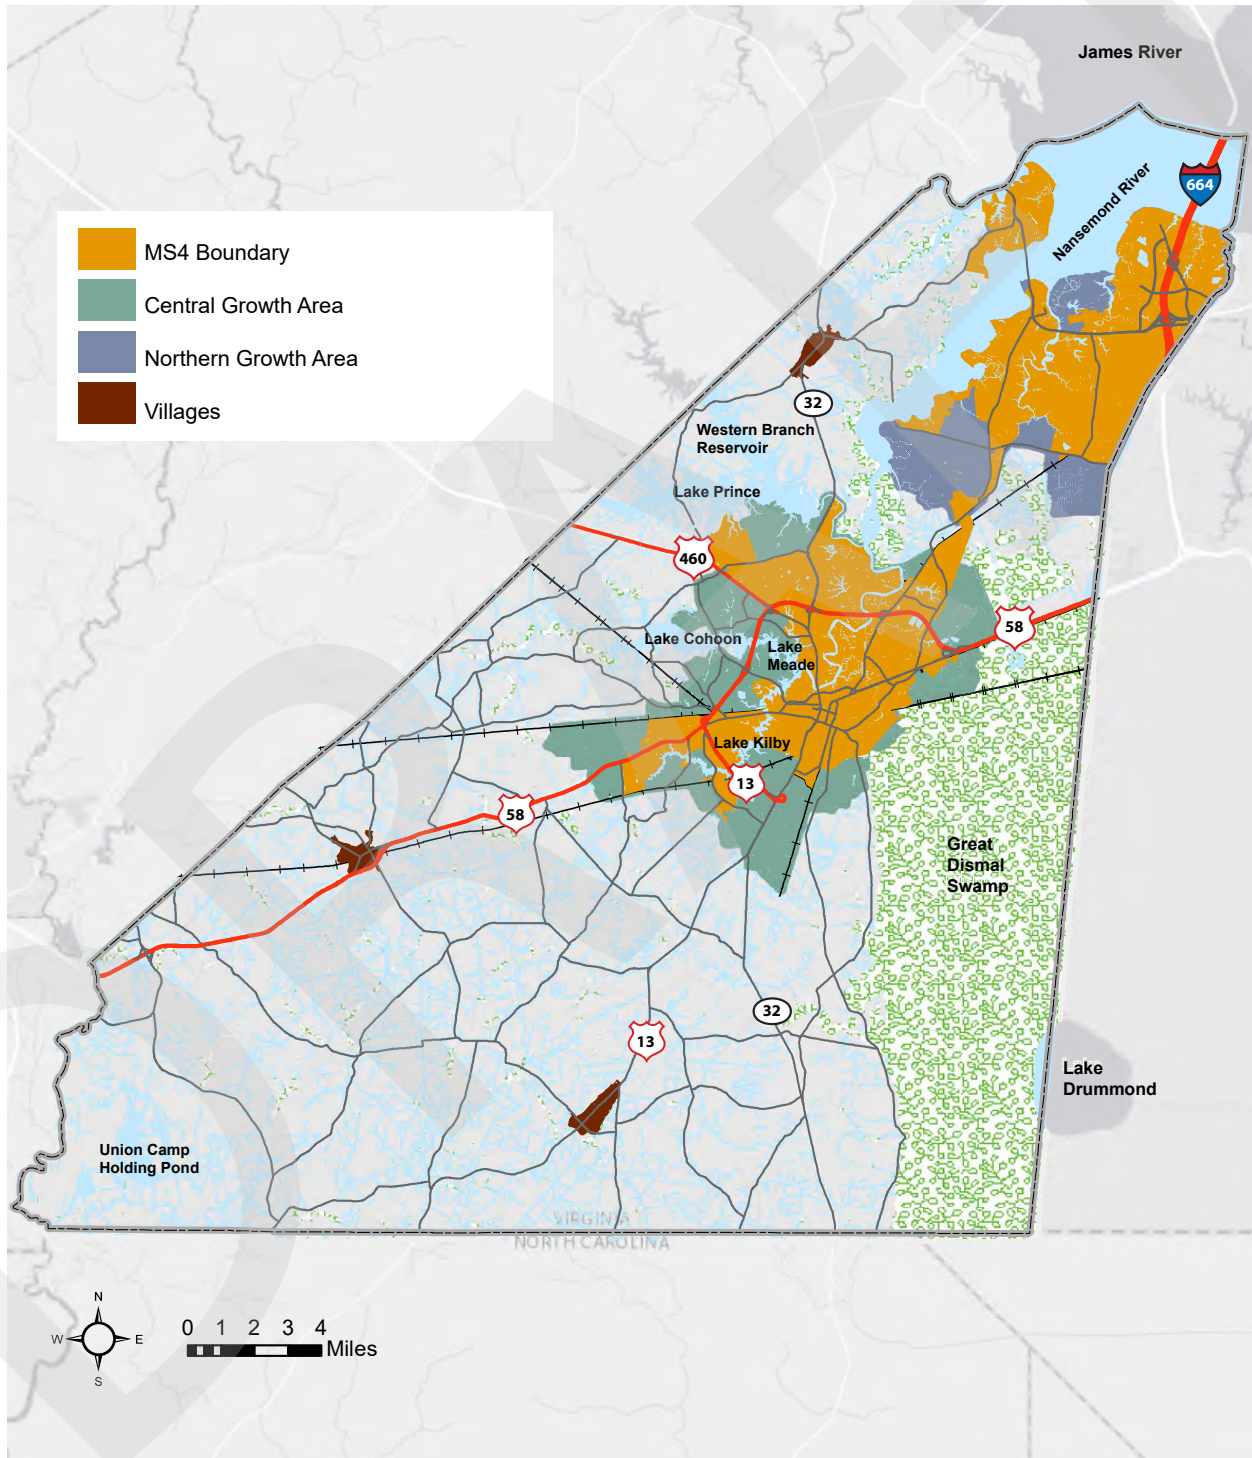 James River
664
Nansemond River
MS4 Boundary
Central Growth Area
Northern Growth Area
Villages
32
Western Branch
Reservoir
Lake Prince
460
58
Lake Cohoon
Lake
Meade
Lake Kilby
13
58
Great
Dismal
Swamp
32
13
Lake
Drummond
Union Camp
Holding Pond
VIRGINIA
NORTH CAROLINA
N
W E
S
0 1 2 3 4
Miles
DRAFT